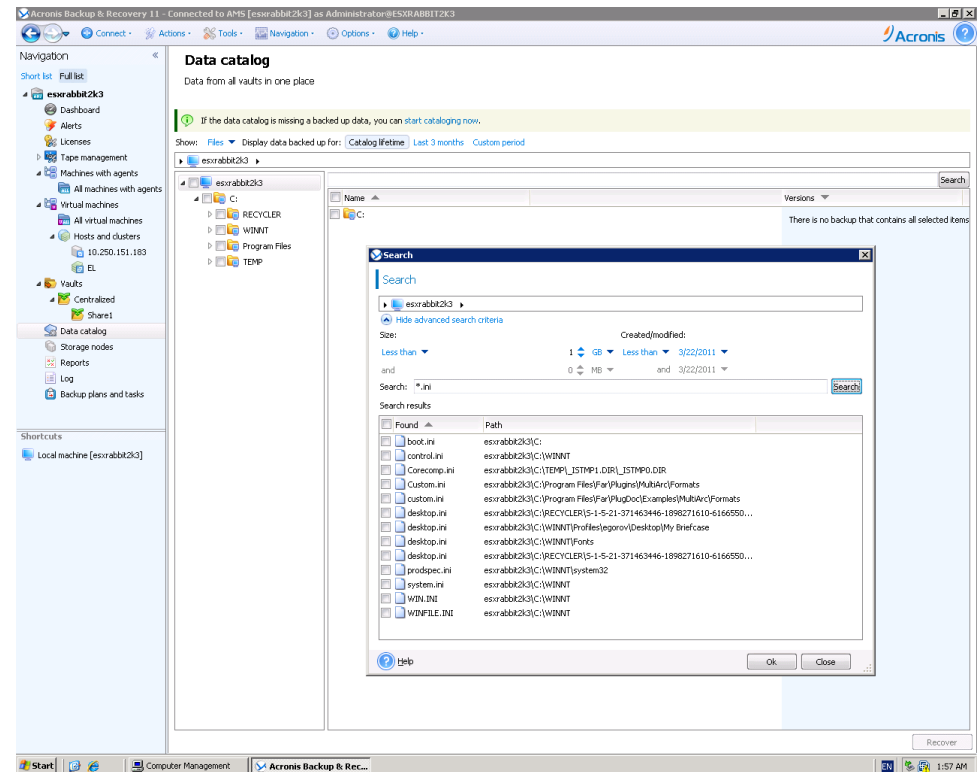 Acronis Backup & Recovery 11 - Connected to AMS [esxrabbit2k3] as Administrator@ESXRABBIT2K3
Connect Actions Tools Navigation Options Help
Acronis
Navigation
Short list Full list
esxrabbit2k3
Dashboard
Alerts
Licenses
Tape management
Machines with agents
All machines with agents
Virtual machines
All virtual machines
Hosts and clusters
10.250.151.183
EL
Vaults
Centralized
Share1
Data catalog
Storage nodes
Reports
Log
Backup plans and tasks
Shortcuts
Local machine [esxrabbit2k3]
Data catalog
Data from all vaults in one place
If the data catalog is missing a backed up data, you can start cataloging now.
Show: Files Display data backed up for: Catalog lifetime Last 3 months Custom period
esxrabbit2k3
esxrabbit2k3
C:
RECYCLER
WINNT
Program Files
TEMP
Search
Name
C:
Versions
There is no backup that contains all selected items
Search
Search
esxrabbit2k3
Hide advanced search criteria
Size: Created/modified:
Less than 1 GB Less than 3/22/2011
and 0 MB and 3/22/2011
Search: *.ini Search
Search results
Found Path
boot.ini esxrabbit2k3\C:
control.ini esxrabbit2k3\C:\WINNT
Corecomp.ini esxrabbit2k3\C:\TEMP\_ISTMP1.DIR\_ISTMP0.DIR
Custom.ini esxrabbit2k3\C:\Program Files\Far\Plugins\MultiArc\Formats
custom.ini esxrabbit2k3\C:\Program Files\Far\PlugDoc\Examples\MultiArc\Formats
desktop.ini esxrabbit2k3\C:\RECYCLER\S-1-5-21-371463446-1898271610-6166550...
desktop.ini esxrabbit2k3\C:\WINNT\Profiles\egorov\Desktop\My Briefcase
desktop.ini esxrabbit2k3\C:\WINNT\Fonts
desktop.ini esxrabbit2k3\C:\RECYCLER\S-1-5-21-371463446-1898271610-6166550...
prodspec.ini esxrabbit2k3\C:\WINNT\system32
system.ini esxrabbit2k3\C:\WINNT
WIN.INI esxrabbit2k3\C:\WINNT
WINFILE.INI esxrabbit2k3\C:\WINNT
Help Ok Close
Recover
Start Computer Management Acronis Backup & Rec... EN 1:57 AM